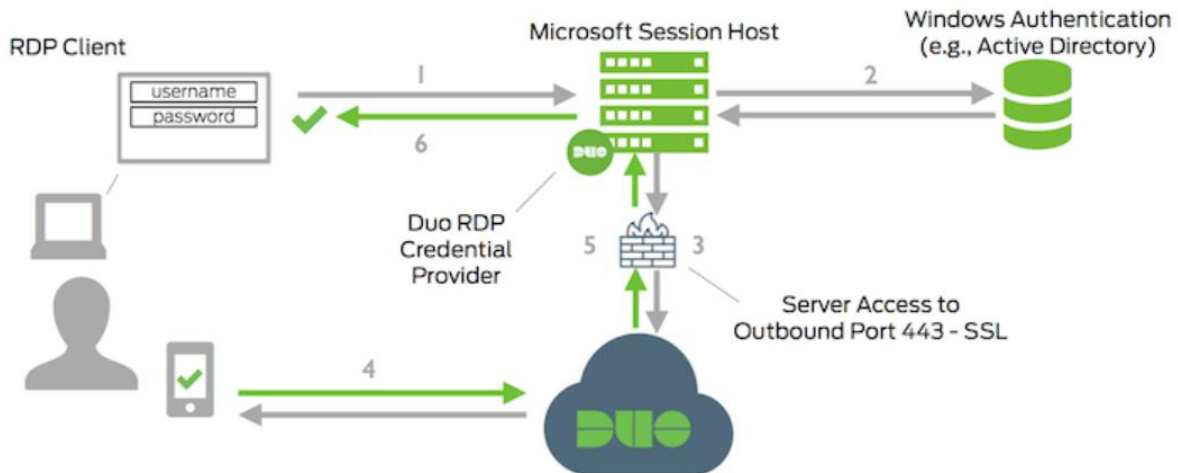 RDP Client
username
password
Microsoft Session Host
Windows Authentication
(e.g., Active Directory)
1
2
6
DUO
Duo RDP
Credential
Provider
5
3
Server Access to
Outbound Port 443 - SSL
4
DUO